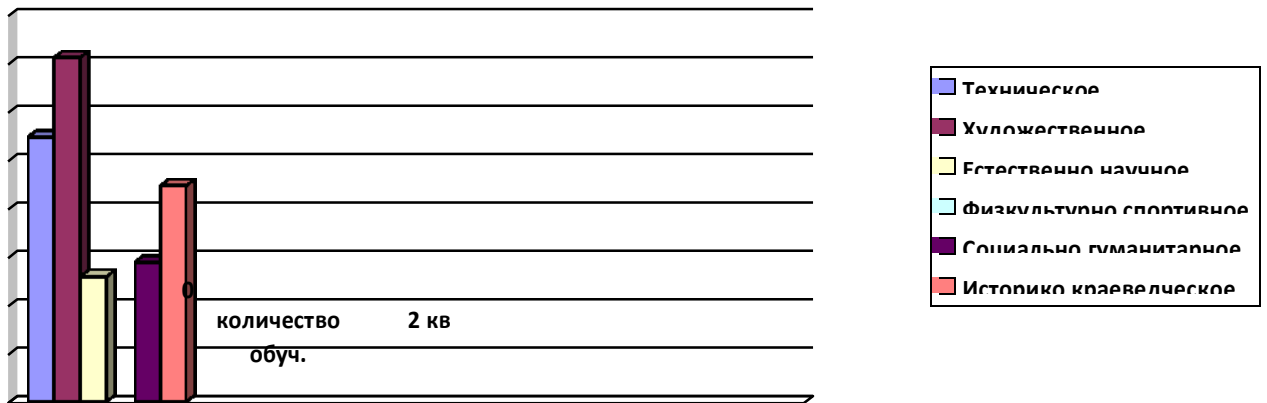 0
количество 2 кв
обуч.
Техническое
Художественное
Естественно научное
Физкультурно спортивное
Социально гуманитарное
Историко краеведческое